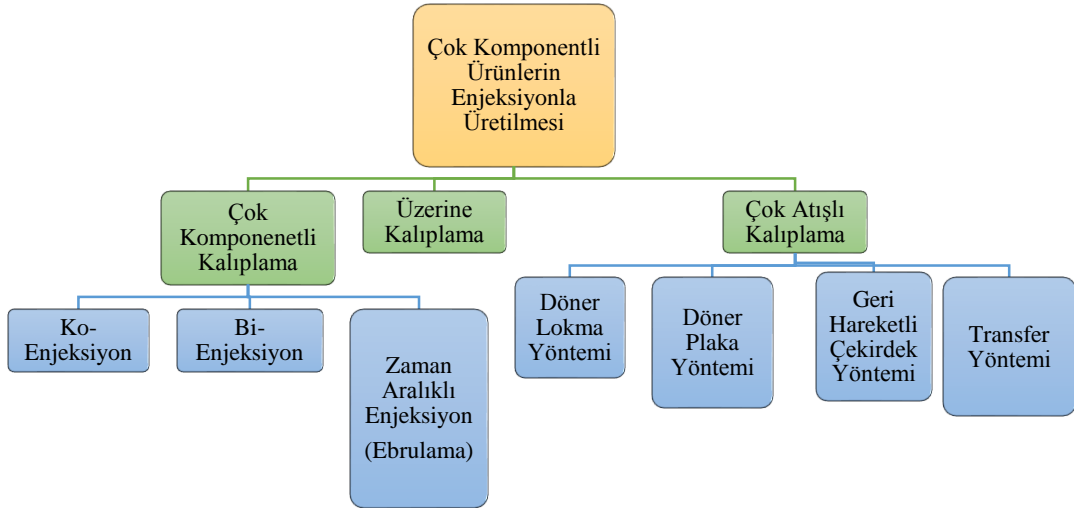 Çok Komponentli
Ürünlerin
Enjeksiyonla
Üretilmesi
Çok
Komponenetli
Kalıplama
Üzerine
Kalıplama
Çok Atışlı
Kalıplama
Ko-
Enjeksiyon
Bi-
Enjeksiyon
Zaman
Aralıklı
Enjeksiyon
(Ebrulama)
Döner
Lokma
Yöntemi
Döner
Plaka
Yöntemi
Geri
Hareketli
Çekirdek
Yöntemi
Transfer
Yöntemi